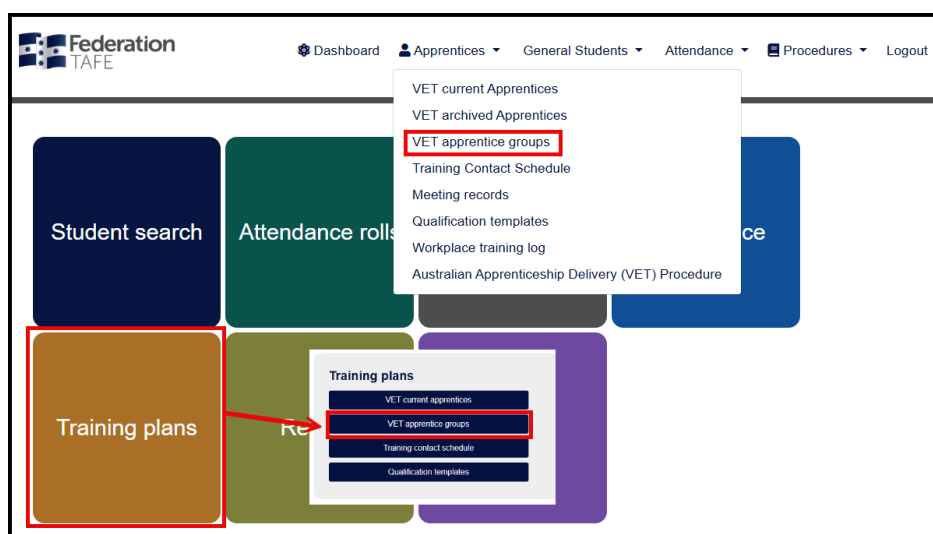 Federation
TAFE
Dashboard Apprentices General Students Attendance Procedures Logout
VET current Apprentices
VET archived Apprentices
VET apprentice groups
Training Contact Schedule
Meeting records
Qualification templates
Workplace training log
Australian Apprenticeship Delivery (VET) Procedure
Student search
Attendance rolls
ce
Training plans
Re
Training plans
VET current apprentices
VET apprentice groups
Training contact schedule
Qualification templates